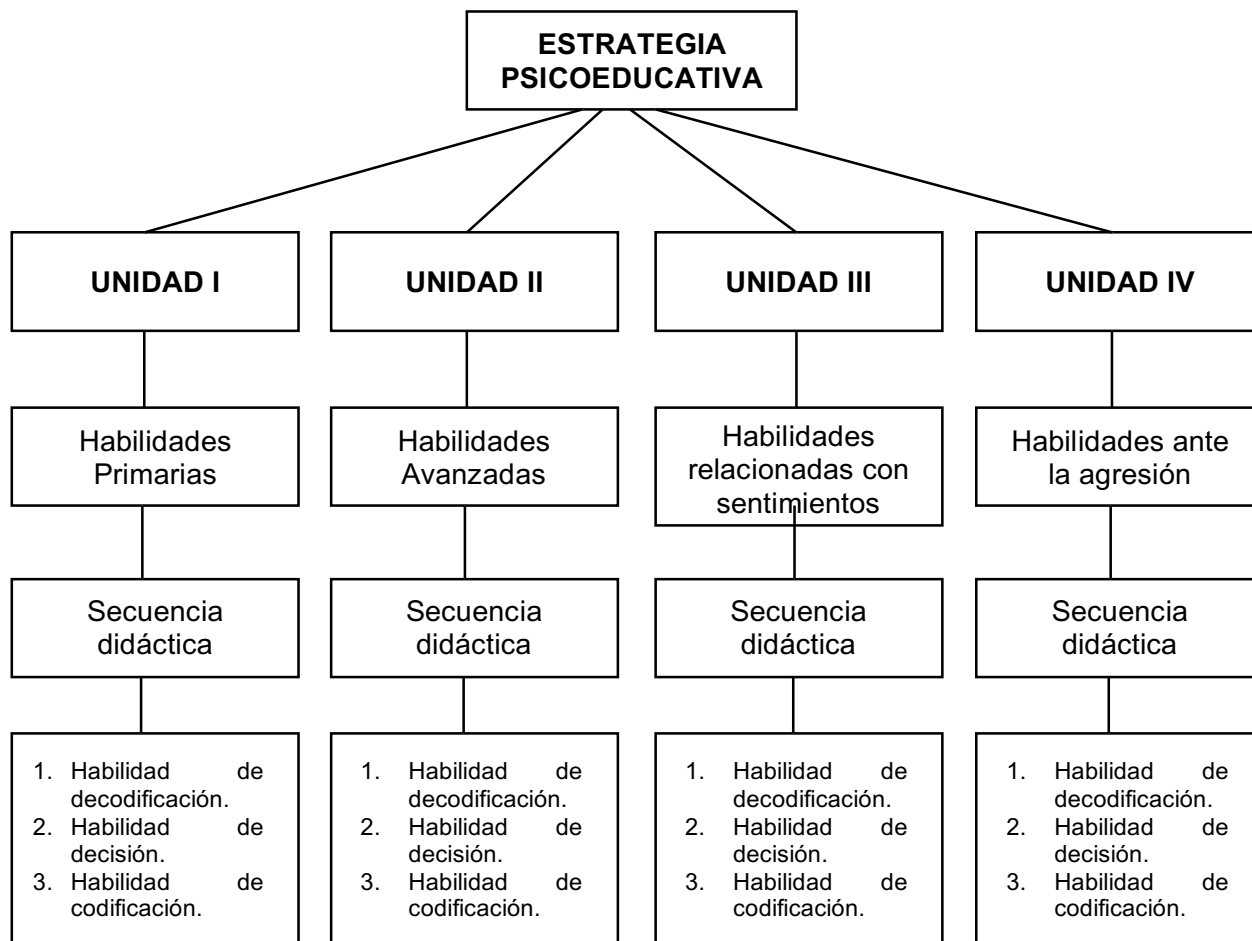 ESTRATEGIA
PSICOEDUCATIVA
UNIDAD I
UNIDAD II
UNIDAD III
UNIDAD IV
Habilidades
Primarias
Habilidades
Avanzadas
Habilidades
relacionadas con
sentimientos
Habilidades ante
la agresión
Secuencia
didáctica
Secuencia
didáctica
Secuencia
didáctica
Secuencia
didáctica
1. Habilidad de
decodificación.
2. Habilidad de
decisión.
3. Habilidad de
codificación.
1. Habilidad de
decodificación.
2. Habilidad de
decisión.
3. Habilidad de
codificación.
1. Habilidad de
decodificación.
2. Habilidad de
decisión.
3. Habilidad de
codificación.
1. Habilidad de
decodificación.
2. Habilidad de
decisión.
3. Habilidad de
codificación.